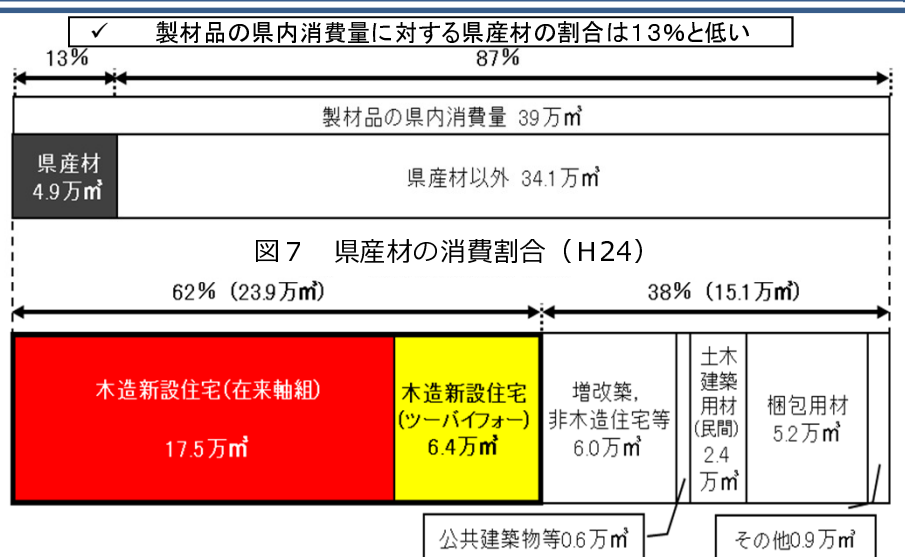 ✓ 製材品の県内消費量に対する県産材の割合は13％と低い
13% 87%
製材品の県内消費量 39万㎥
県産材
4.9万㎥
県産材以外 34.1万㎥
図７　県産材の消費割合（H24）
62%（23.9万㎥） 38%（15.1万㎥）
木造新設住宅(在来軸組)
17.5万㎥
木造新設住宅
(ツーバイフォー)
6.4万㎥
増改築，
非木造住宅等
6.0万㎥
土木
建築
用材
(民間)
2.4
万㎥
梱包用材
5.2万㎥
公共建築物等0.6万㎥
その他0.9万㎥